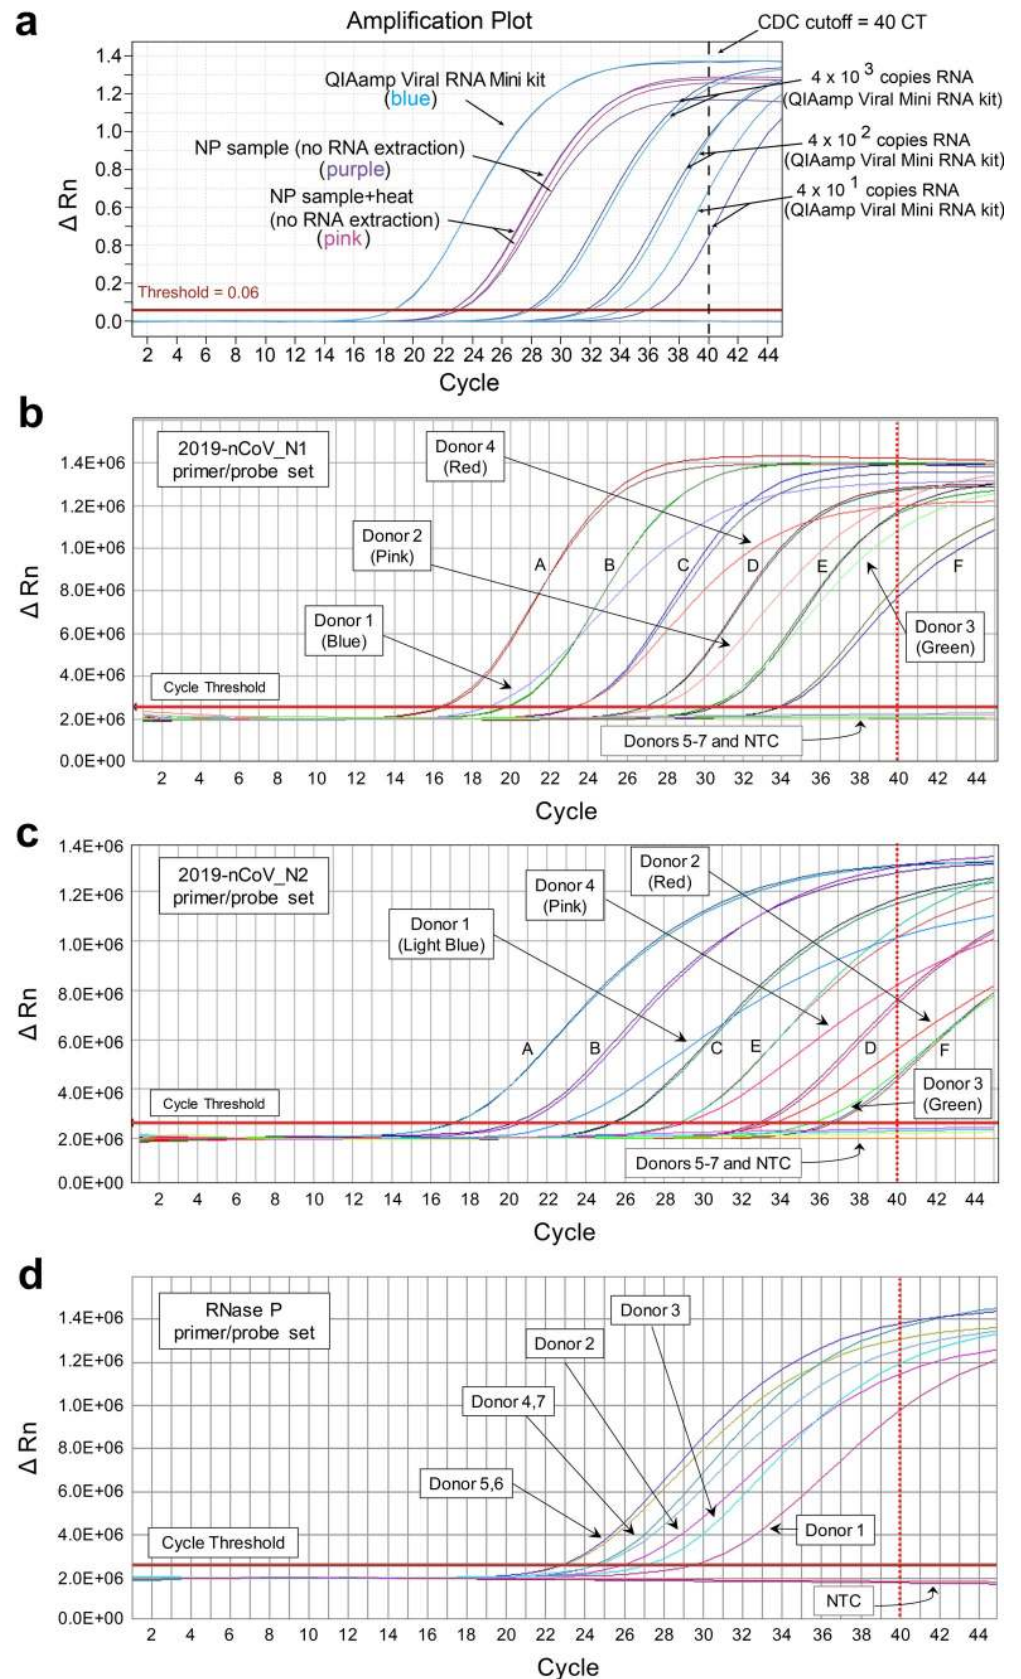 a
Amplification Plot
CDC cutoff = 40 CT
QIAamp Viral RNA Mini kit
(blue)
4 x 10 3 copies RNA
(QIAamp Viral Mini RNA kit)
NP sample (no RNA extraction)
(purple)
4 x 10 2 copies RNA
(QIAamp Viral Mini RNA kit)
NP sample+heat
(no RNA extraction)
(pink)
4 x 10 1 copies RNA
(QIAamp Viral Mini RNA kit)
Threshold = 0.06
Δ Rn
1.4
1.2
1.0
0.8
0.6
0.8
0.2
0.0
2 4 6 8 10 12 14 16 18 20 22 24 26 28 30 32 34 36 38 40 42 44
Cycle
b
2019-nCoV_N1
primer/probe set
Donor 4
(Red)
Donor 2
(Pink)
Donor 1
(Blue)
Donor 3
(Green)
A B C D E F
Cycle Threshold
Donors 5-7 and NTC
Δ Rn
1.4E+06
1.2E+06
1.0E+06
8.0E+06
6.0E+06
4.0E+06
2.0E+06
0.0E+00
2 4 6 8 10 12 14 16 18 20 22 24 26 28 30 32 34 36 38 40 42 44
Cycle
c
2019-nCoV_N2
primer/probe set
Donor 2
(Red)
Donor 4
(Pink)
Donor 1
(Light Blue)
A B C E D F
Donor 3
(Green)
Cycle Threshold
Donors 5-7 and NTC
Δ Rn
1.4E+06
1.2E+06
1.0E+06
8.0E+06
6.0E+06
4.0E+06
2.0E+06
0.0E+00
2 4 6 8 10 12 14 16 18 20 22 24 26 28 30 32 34 36 38 40 42 44
Cycle
d
RNase P
primer/probe set
Donor 3
Donor 2
Donor 4,7
Donor 5,6
Donor 1
Cycle Threshold
NTC
Δ Rn
1.4E+06
1.2E+06
1.0E+06
8.0E+06
6.0E+06
4.0E+06
2.0E+06
0.0E+00
2 4 6 8 10 12 14 16 18 20 22 24 26 28 30 32 34 36 38 40 42 44
Cycle